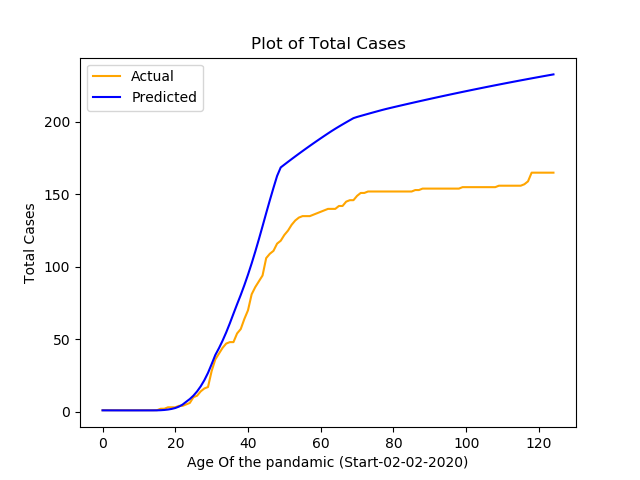 Plot of Total Cases
Actual
Predicted
200
150
100
50
0
Total Cases
0 20 40 60 80 100 120
Age Of the pandamic (Start-02-02-2020)